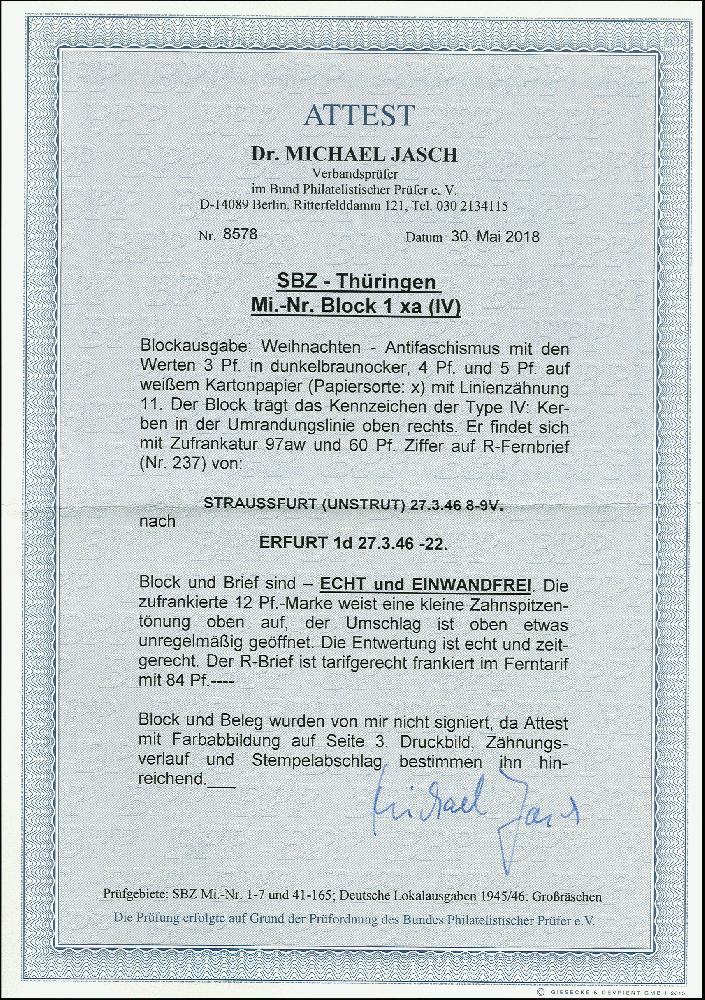 ATTEST
Dr. MICHAEL JASCH
Verbandsprüfer
im Bund Philatelistischer Prüfer e. V.
D-14089 Berlin, Ritterfelddamm 121, Tel. 030 2134115
Nr. 8578 Datum 30. Mai 2018
SBZ - Thüringen
Mi.-Nr. Block 1 xa (IV)
Blockausgabe: Weihnachten - Antifaschismus mit den
Werten 3 Pf. in dunkelbraunocker, 4 Pf. und 5 Pf. auf
weißem Kartonpapier (Papiersorte: x) mit Linienzähnung
11. Der Block trägt das Kennzeichen der Type IV: Ker-
ben in der Umrandungslinie oben rechts. Er findet sich
mit Zufrankatur 97aw und 60 Pf. Ziffer auf R-Fernbrief
(Nr. 237) von:
STRAUSSFURT (UNSTRUT) 27.3.46 8-9V.
nach
ERFURT 1d 27.3.46 -22.
Block und Brief sind – ECHT und EINWANDFREI. Die
zufrankierte 12 Pf.-Marke weist eine kleine Zahnspitzen-
tönung oben auf, der Umschlag ist oben etwas
unregelmäßig geöffnet. Die Entwertung ist echt und zeit-
gerecht. Der R-Brief ist tarifgerecht frankiert im Ferntarif
mit 84 Pf.----
Block und Beleg wurden von mir nicht signiert, da Attest
mit Farbabbildung auf Seite 3. Druckbild, Zähnungs-
verlauf und Stempelabschlag bestimmen ihn hin-
reichend.___
Michael Jasch
Prüfgebiete: SBZ Mi.-Nr. 1-7 und 41-165; Deutsche Lokalausgaben 1945/46: Großräschen
Die Prüfung erfolgte auf Grund der Prüfordnung des Bundes Philatelistischer Prüfer e.V.
© GIESECKE & DEVRIENT GMBH